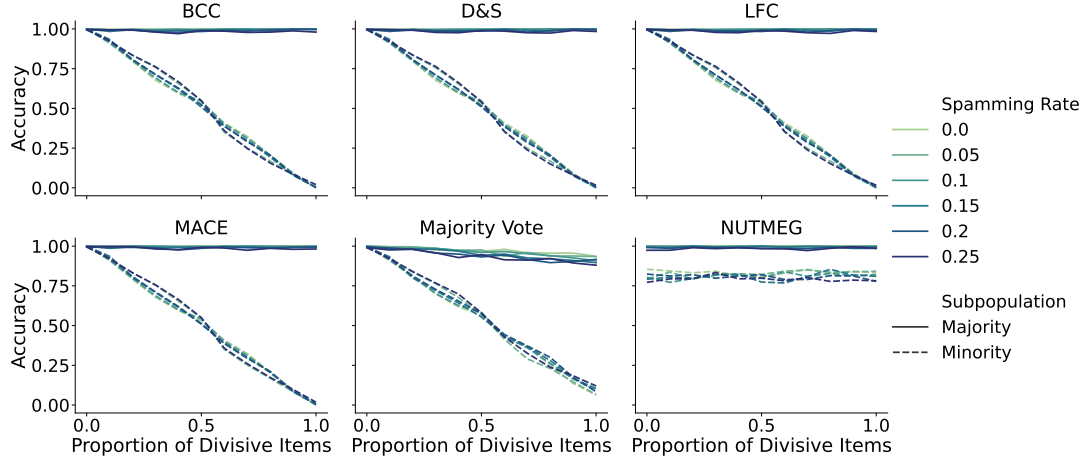 BCC
D&S
LFC
Accuracy
1.00
0.75
0.50
0.25
0.00
MACE
Majority Vote
NUTMEG
Accuracy
1.00
0.75
0.50
0.25
0.00
0.0 0.5 1.0
0.0 0.5 1.0
0.0 0.5 1.0
Proportion of Divisive Items
Proportion of Divisive Items
Proportion of Divisive Items
Spamming Rate
0.0
0.05
0.1
0.15
0.2
0.25
Subpopulation
Majority
Minority